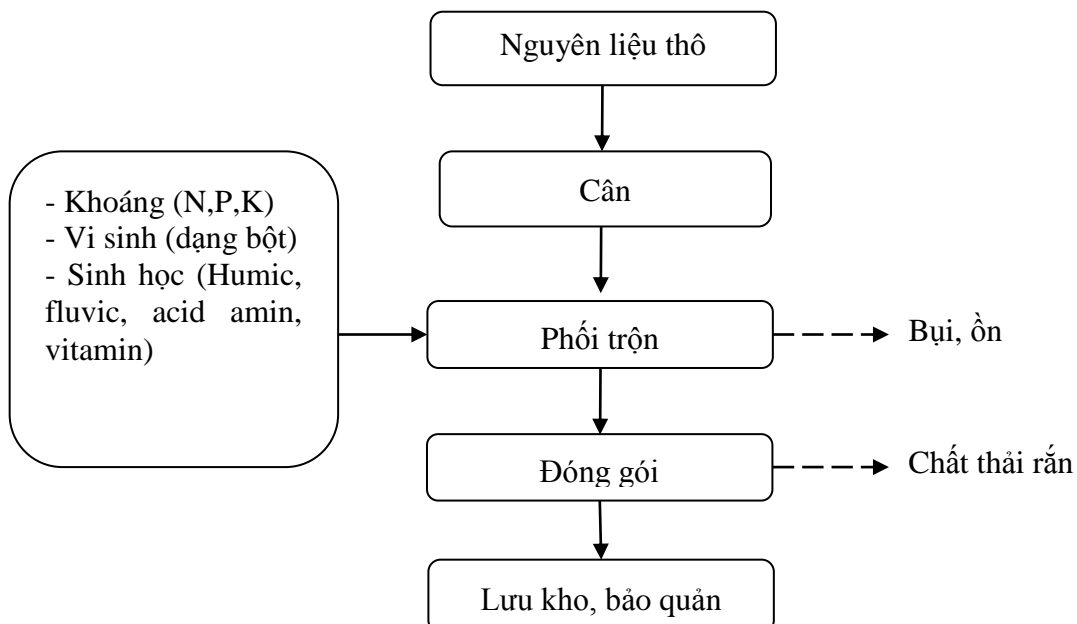 Nguyên liệu thô
Cân
- Khoáng (N,P,K)
- Vi sinh (dạng bột)
- Sinh học (Humic,
fluvic, acid amin,
vitamin)
Phối trộn
Bụi, ồn
Đóng gói
Chất thải rắn
Lưu kho, bảo quản